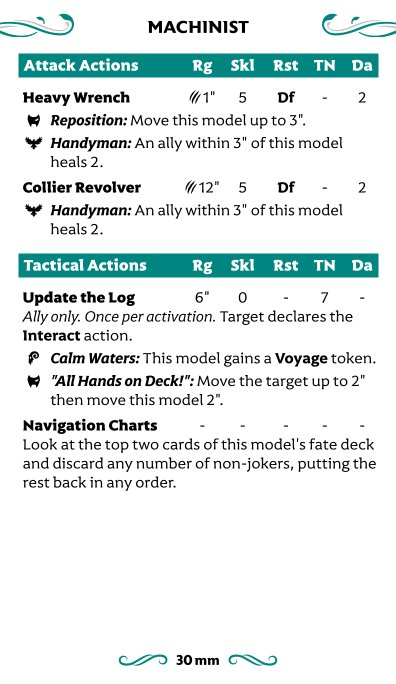 MACHINIST
Attack Actions Rg Skl Rst TN Da
Heavy Wrench 1" 5 Df - 2
Reposition: Move this model up to 3".
Handyman: An ally within 3" of this model
heals 2.
Collier Revolver 12" 5 Df - 2
Handyman: An ally within 3" of this model
heals 2.
Tactical Actions Rg Skl Rst TN Da
Update the Log 6" 0 - 7 -
Ally only. Once per activation. Target declares the
Interact action.
Calm Waters: This model gains a Voyage token.
"All Hands on Deck!": Move the target up to 2"
then move this model 2".
Navigation Charts - - - - -
Look at the top two cards of this model's fate deck
and discard any number of non-jokers, putting the
rest back in any order.
30 mm